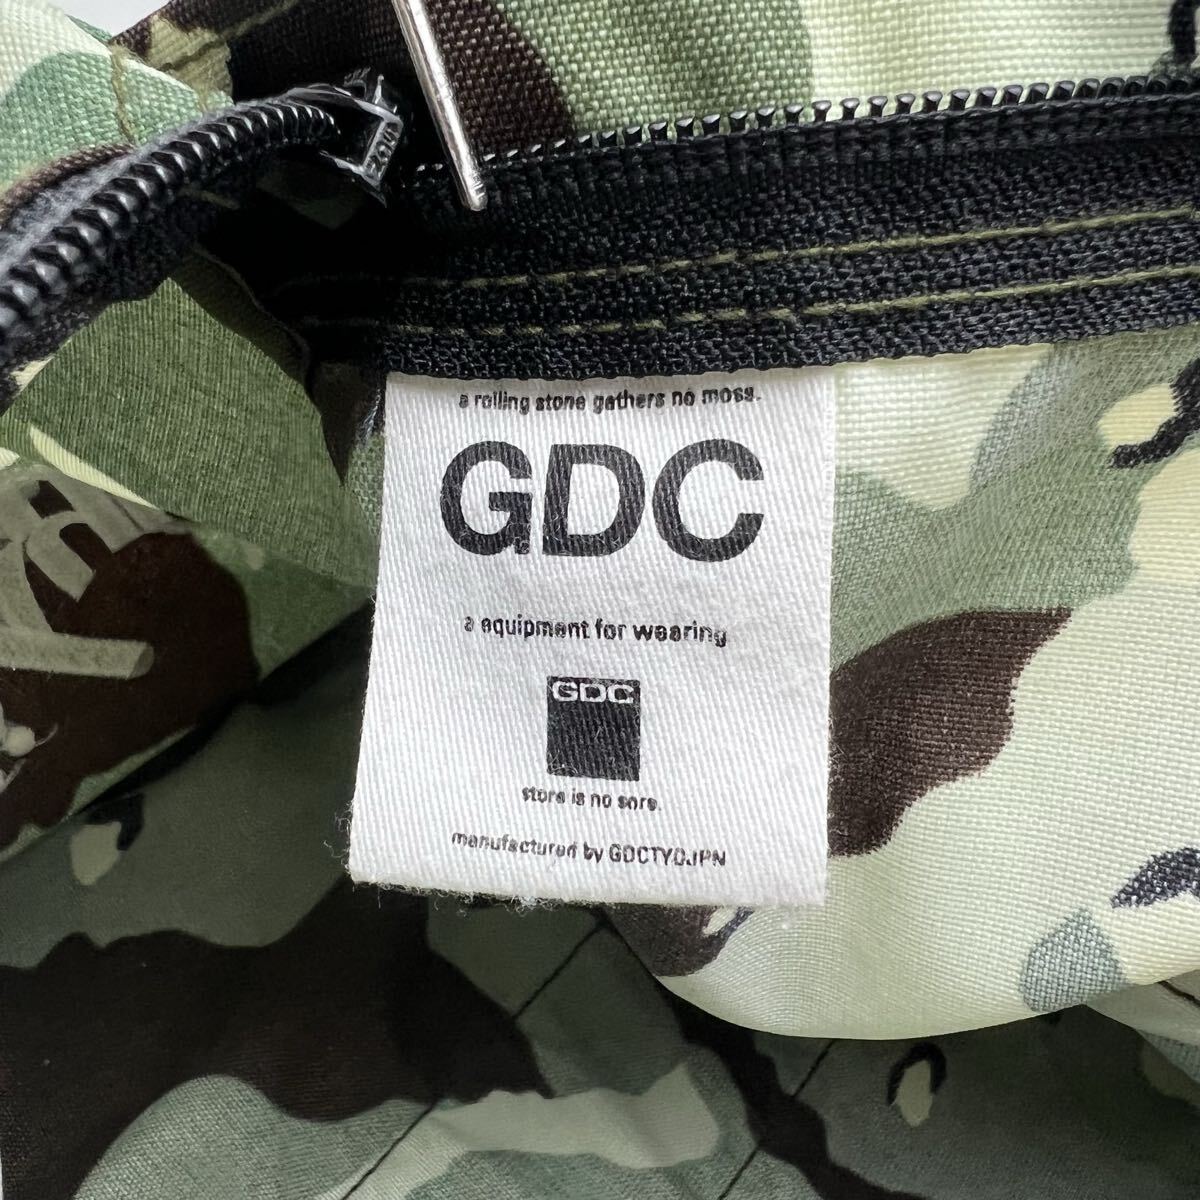 a rolling stone gathers no moss.
GDC
a equipment for wearing
GDC
store is no sore.
manufactured by GDCTYOJPN